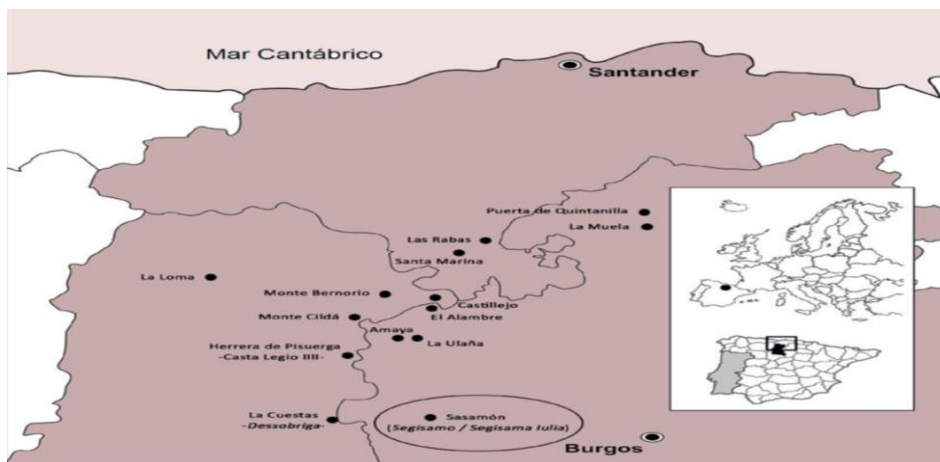 Mar Cantábrico
Santander
Puerta de Quintanilla
La Muela
Las Rabas
Santa Marina
La Loma
Monte Bernorio
Castillejo
El Alambre
Monte Cildá
Amaya
La Ulaña
Herrera de Pisuerga
-Casta Legio IIII-
La Cuestas
-Dessobriga-
Sasamón
(Segisamo / Segisama Iulia)
Burgos